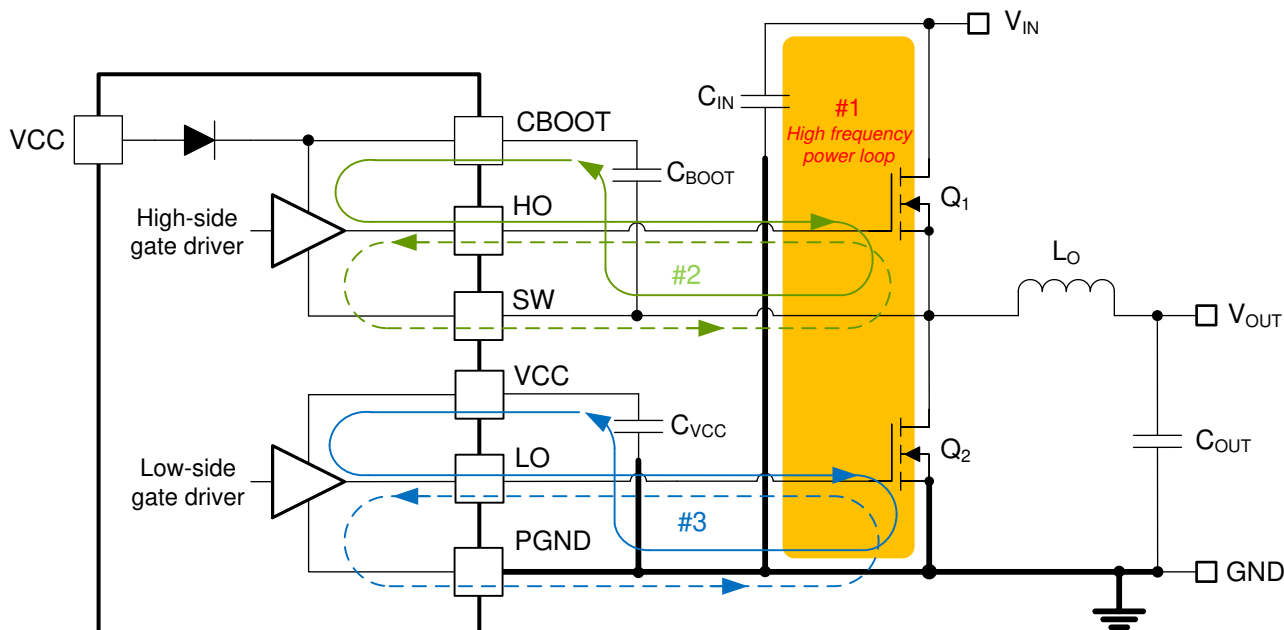 V_IN
C_IN
#1
High frequency
power loop
CBOOT
VCC
C_BOOT
HO
High-side
gate driver
Q_1
#2
L_O
SW
V_OUT
VCC
C_VCC
C_OUT
LO
Q_2
Low-side
gate driver
#3
PGND
GND